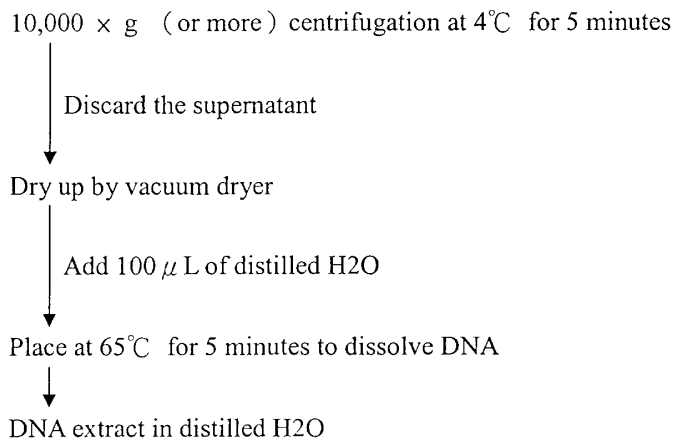 10,000 × g （or more）centrifugation at 4℃ for 5 minutes
Discard the supernatant
Dry up by vacuum dryer
Add 100 μL of distilled H2O
Place at 65℃ for 5 minutes to dissolve DNA
DNA extract in distilled H2O